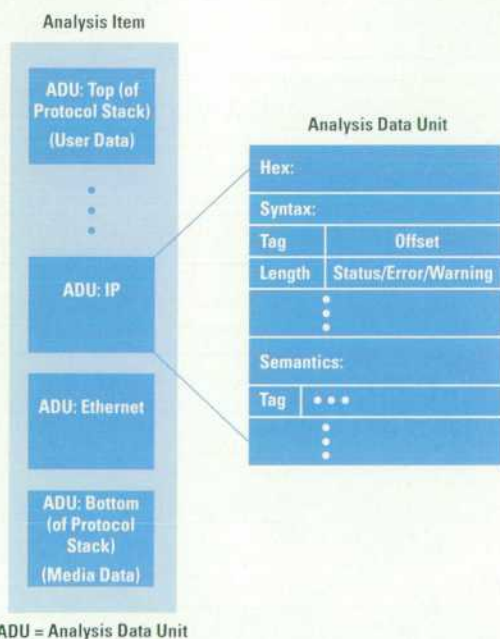 Analysis Item
ADU: Top (of
Protocol Stack)
(User Data)
ADU: IP
ADU: Ethernet
ADU: Bottom
(of Protocol
Stack)
(Media Data)
ADU = Analysis Data Unit
Analysis Data Unit
Hex:
Syntax:
Tag Offset
Length Status/Error/Warning
Semantics:
Tag